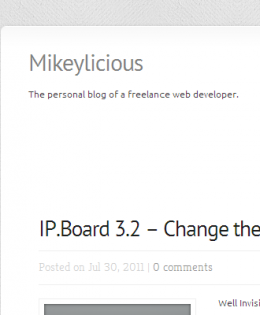 Mikeylicious
The personal blog of a freelance web developer.
IP.Board 3.2 – Change the
Posted on Jul 30, 2011 | 0 comments
Well Invisi